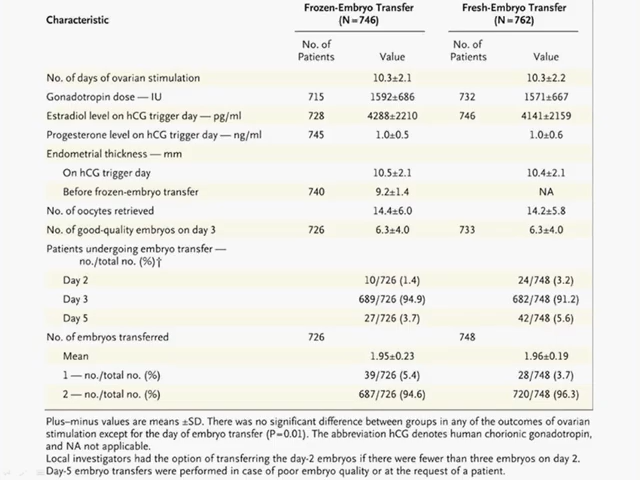 Characteristic Frozen-Embryo Transfer (N=746) Fresh-Embryo Transfer (N=762)
No. of Patients Value No. of Patients Value
No. of days of ovarian stimulation 10.3±2.1 10.3±2.2
Gonadotropin dose — IU 715 1592±686 732 1571±667
Estradiol level on hCG trigger day — pg/ml 728 4288±2210 746 4141±2159
Progesterone level on hCG trigger day — ng/ml 745 1.0±0.5 1.0±0.6
Endometrial thickness — mm
On hCG trigger day 10.5±2.1 10.4±2.1
Before frozen-embryo transfer 740 9.2±1.4 NA
No. of oocytes retrieved 14.4±6.0 14.2±5.8
No. of good-quality embryos on day 3 726 6.3±4.0 733 6.3±4.0
Patients undergoing embryo transfer —
no./total no. (%)†
Day 2 10/726 (1.4) 24/748 (3.2)
Day 3 689/726 (94.9) 682/748 (91.2)
Day 5 27/726 (3.7) 42/748 (5.6)
No. of embryos transferred 726 748
Mean 1.95±0.23 1.96±0.19
1 — no./total no. (%) 39/726 (5.4) 28/748 (3.7)
2 — no./total no. (%) 687/726 (94.6) 720/748 (96.3)
Plus–minus values are means ±SD. There was no significant difference between groups in any of the outcomes of ovarian
stimulation except for the day of embryo transfer (P=0.01). The abbreviation hCG denotes human chorionic gonadotropin,
and NA not applicable.
Local investigators had the option of transferring the day-2 embryos if there were fewer than three embryos on day 2.
Day-5 embryo transfers were performed in case of poor embryo quality or at the request of a patient.